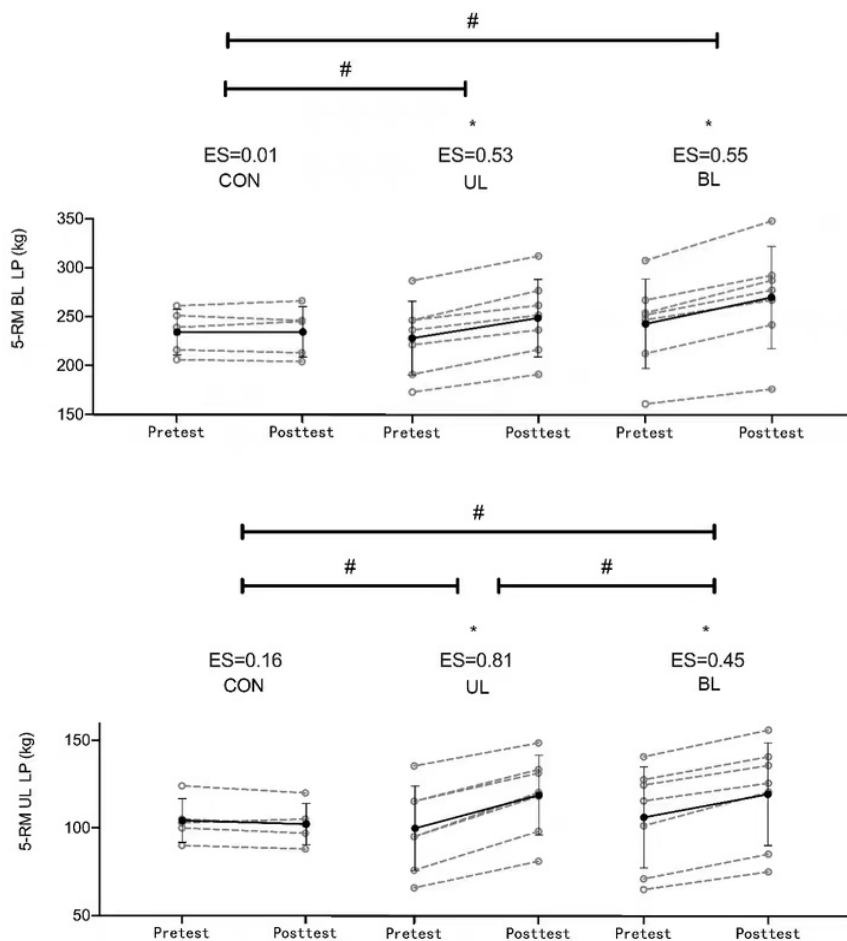 #
#
* *
ES=0.01 ES=0.53 ES=0.55
CON UL BL
5-RM BL LP (kg)
350
300
250
200
150
Pretest Posttest Pretest Posttest Pretest Posttest
#
# #
* *
ES=0.16 ES=0.81 ES=0.45
CON UL BL
5-RM UL LP (kg)
150
100
50
Pretest Posttest Pretest Posttest Pretest Posttest